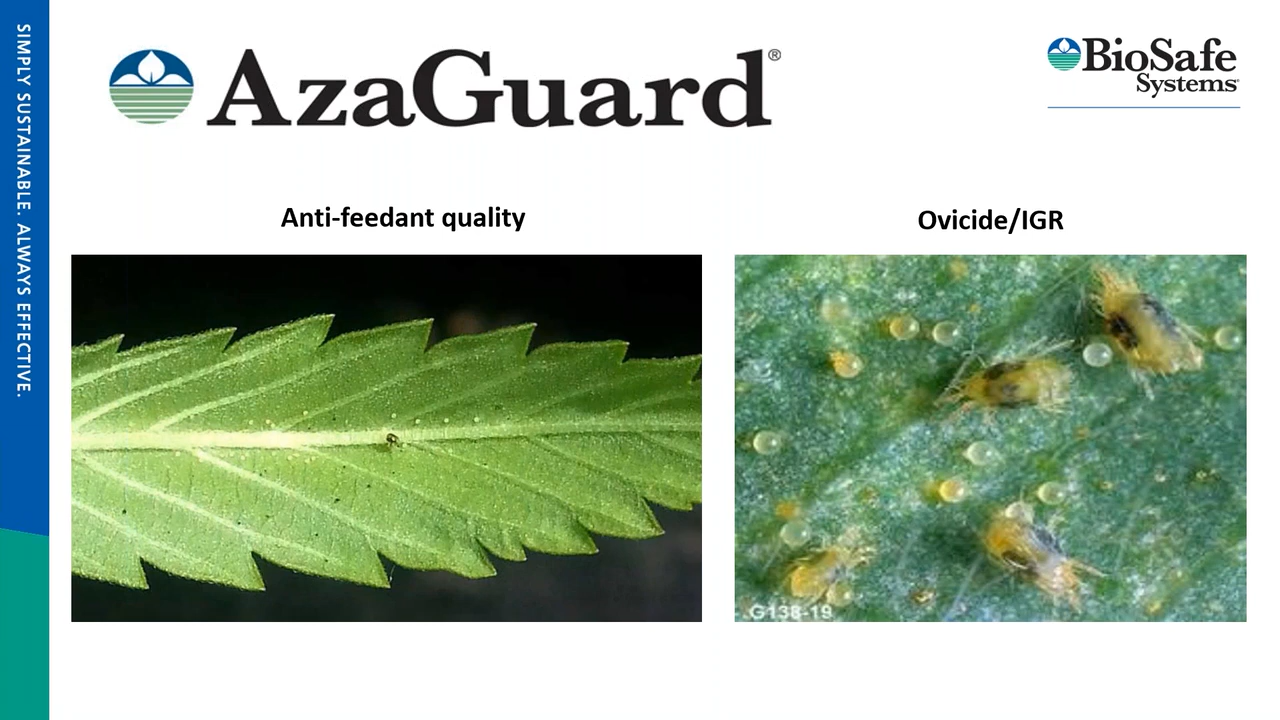 SIMPLY SUSTAINABLE. ALWAYS EFFECTIVE.
AzaGuard®
BioSafe
Systems®
Anti-feedant quality
Ovicide/IGR
G138-19